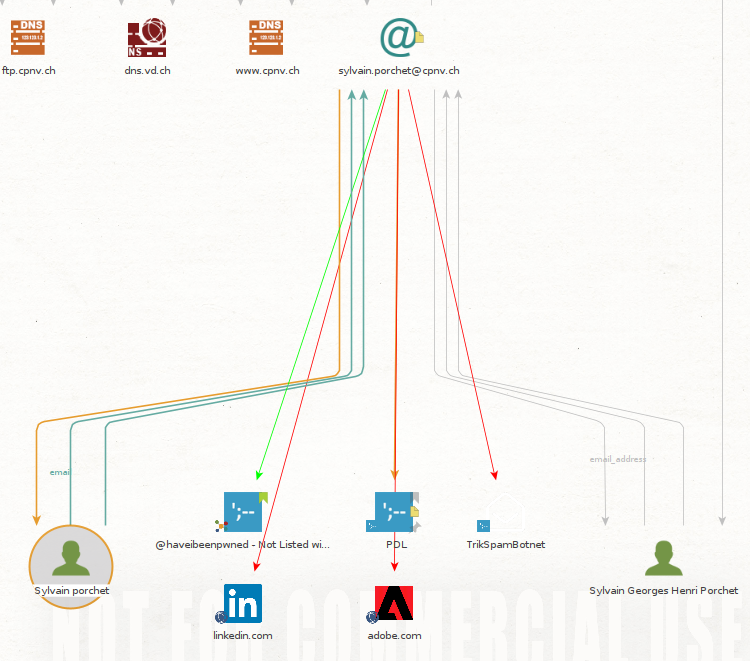 DNS
123.123.1.2
NS
DNS
123.123.1.2
@
ftp.cpnv.ch
dns.vd.ch
www.cpnv.ch
sylvain.porchet@cpnv.ch
email
email_address
';--
';--
@haveibeenpwned - Not Listed wi...
PDL
TrikSpamBotnet
Sylvain porchet
Sylvain Georges Henri Porchet
in
linkedin.com
adobe.com
NOT FOR COMMERCIAL USE